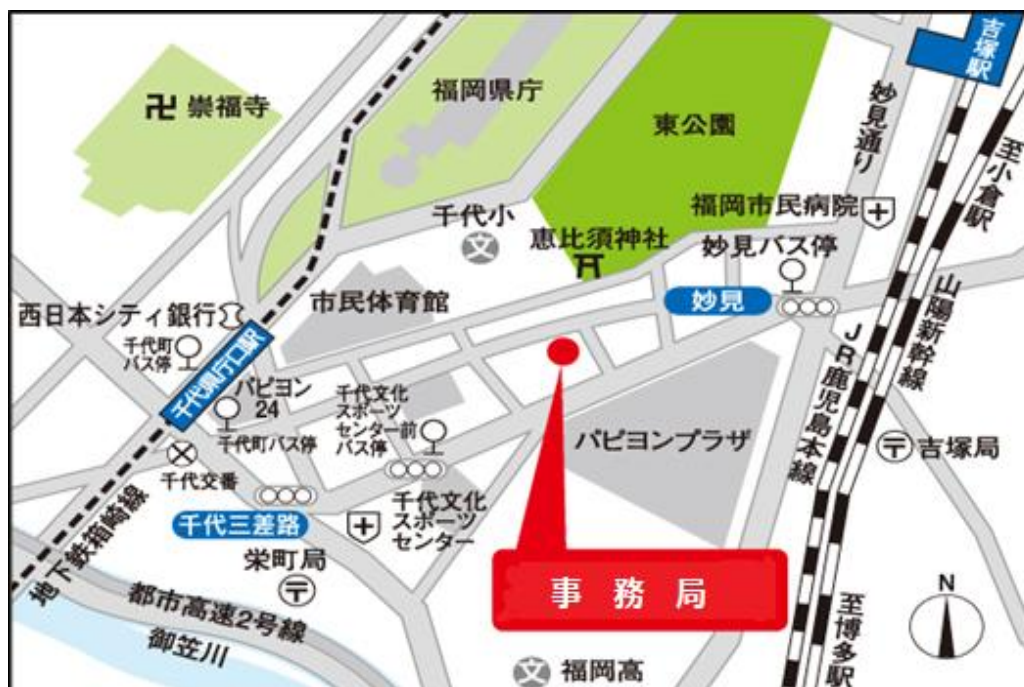 吉塚駅
福岡県庁
卍 崇福寺
東公園
妙見通り
至小倉駅
千代小
文
福岡市民病院
恵比須神社
妙見バス停
市民体育館
妙見
山陽新幹線
西日本シティ銀行
千代町
バス停
千代県庁口駅
パピヨン
24
千代町バス停
千代文化
スポーツ
センター前
バス停
JR鹿児島本線
パピヨンプラザ
吉塚局
千代交番
千代三差路
千代文化
スポーツ
センター
地下鉄箱崎線
栄町局
事務局
都市高速2号線
御笠川
N
至博多駅
文
福岡高